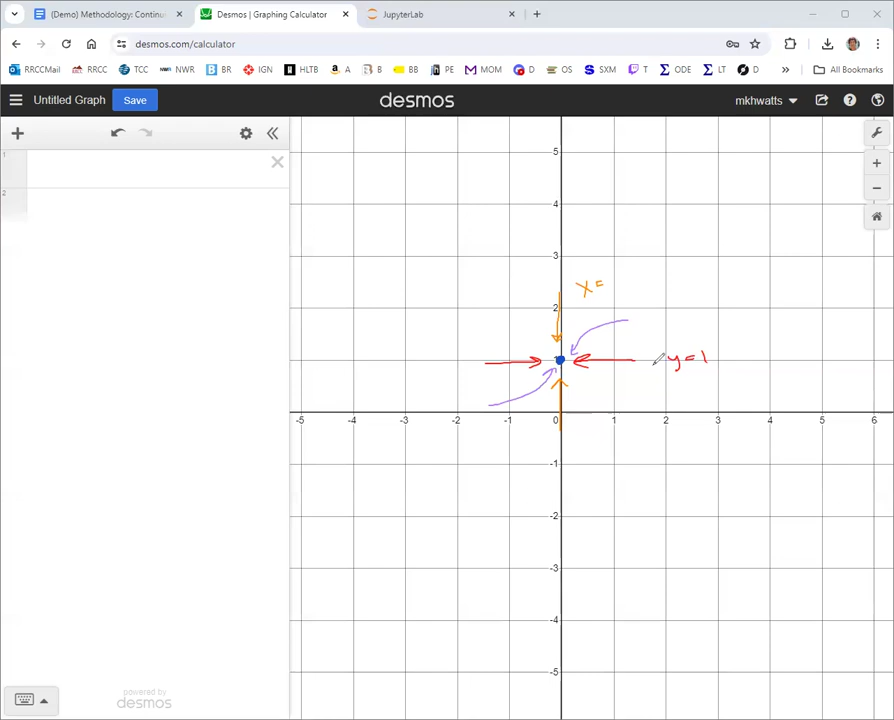 (Demo) Methodology: Continu
Desmos | Graphing Calculator
JupyterLab
desmos.com/calculator
RRCCMail
RRCC
TCC
NWR
BR
IGN
HLTB
A
B
BB
PE
MOM
D
OS
SXM
T
ODE
LT
D
All Bookmarks
Untitled Graph
Save
desmos
mkhwatts
1
2
5
4
3
2
1
-5
-4
-3
-2
-1
0
1
2
3
4
5
6
-1
-2
-3
-4
-5
x=
y=1
powered by
desmos